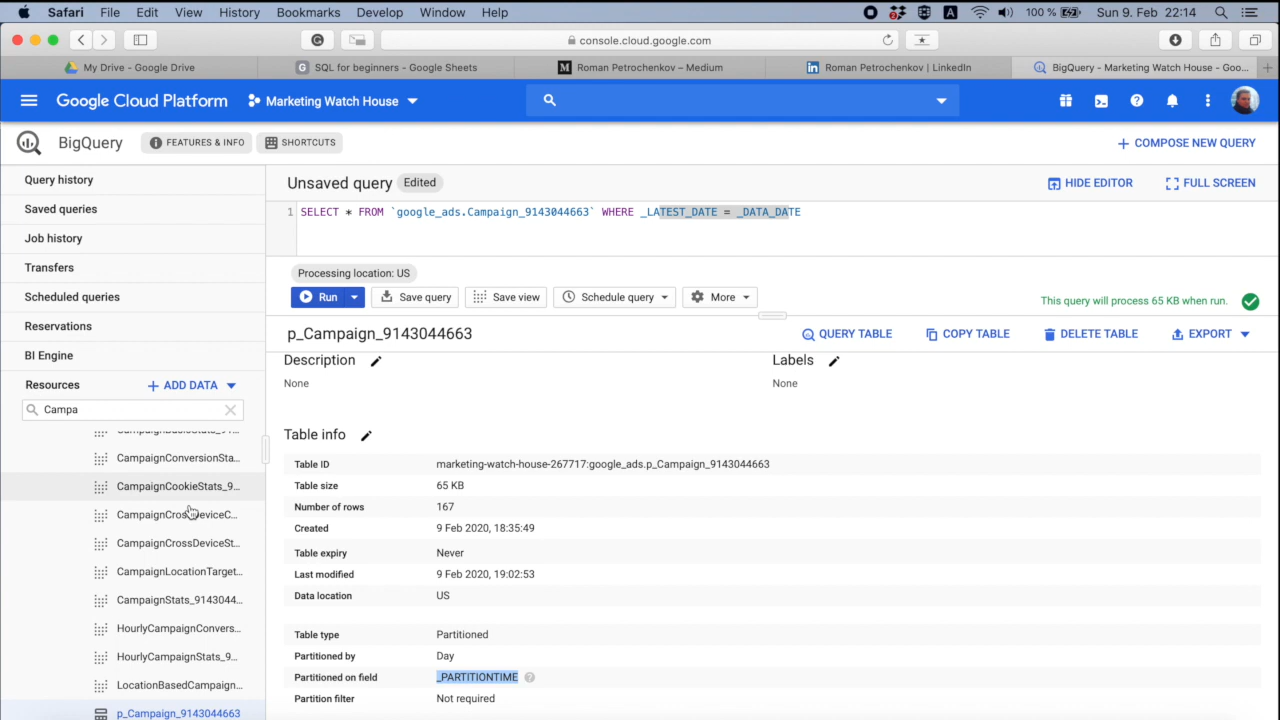 Safari File Edit View History Bookmarks Develop Window Help 2 A 100 % Sun 9. Feb 22:14
console.cloud.google.com
My Drive - Google Drive
SQL for beginners - Google Sheets
Roman Petrochenkov – Medium
Roman Petrochenkov | LinkedIn
BigQuery - Marketing Watch House - Goo...
Google Cloud Platform
Marketing Watch House
BigQuery
FEATURES & INFO
SHORTCUTS
+ COMPOSE NEW QUERY
Query history
Saved queries
Job history
Transfers
Scheduled queries
Reservations
BI Engine
Resources
+ ADD DATA
Campa
CampaignConversionSta...
CampaignCookieStats_9...
CampaignCrossDeviceC...
CampaignCrossDeviceSt...
CampaignLocationTarget...
CampaignStats_9143044...
HourlyCampaignConvers...
HourlyCampaignStats_9...
LocationBasedCampaign...
p_Campaign_9143044663
Unsaved query Edited
HIDE EDITOR
FULL SCREEN
1 SELECT * FROM `google_ads.Campaign_9143044663` WHERE _LATEST_DATE = _DATA_DATE
Processing location: US
Run
Save query
Save view
Schedule query
More
This query will process 65 KB when run.
p_Campaign_9143044663
QUERY TABLE
COPY TABLE
DELETE TABLE
EXPORT
Description
None
Labels
None
Table info
Table ID marketing-watch-house-267717:google_ads.p_Campaign_9143044663
Table size 65 KB
Number of rows 167
Created 9 Feb 2020, 18:35:49
Table expiry Never
Last modified 9 Feb 2020, 19:02:53
Data location US
Table type Partitioned
Partitioned by Day
Partitioned on field _PARTITIONTIME
Partition filter Not required